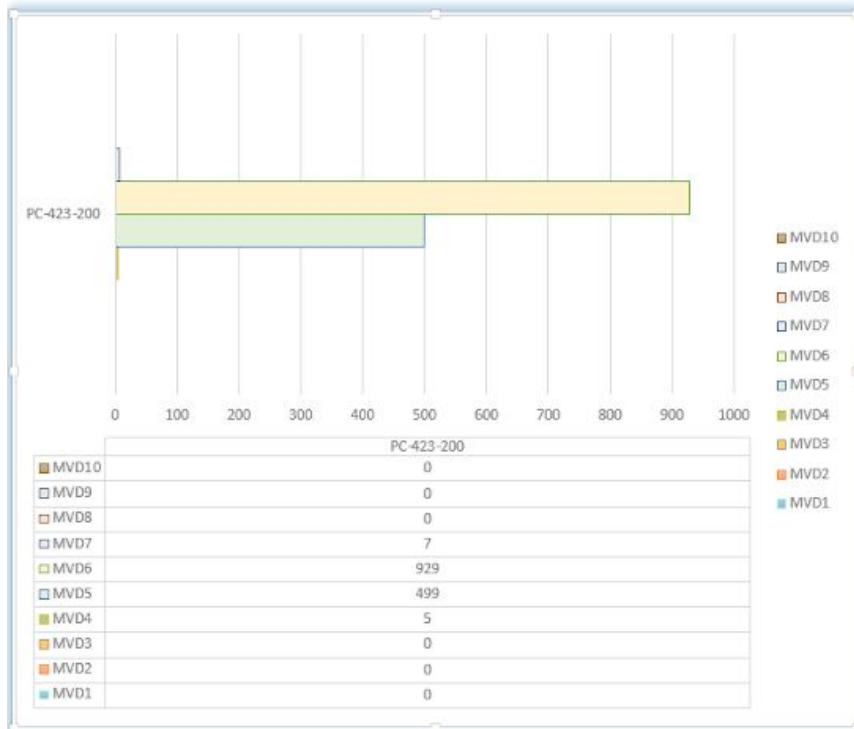 PC-423-200
0 100 200 300 400 500 600 700 800 900 1000
MVD10
MVD9
MVD8
MVD7
MVD6
MVD5
MVD4
MVD3
MVD2
MVD1
PC-423-200
MVD10 0
MVD9 0
MVD8 0
MVD7 7
MVD6 929
MVD5 499
MVD4 5
MVD3 0
MVD2 0
MVD1 0